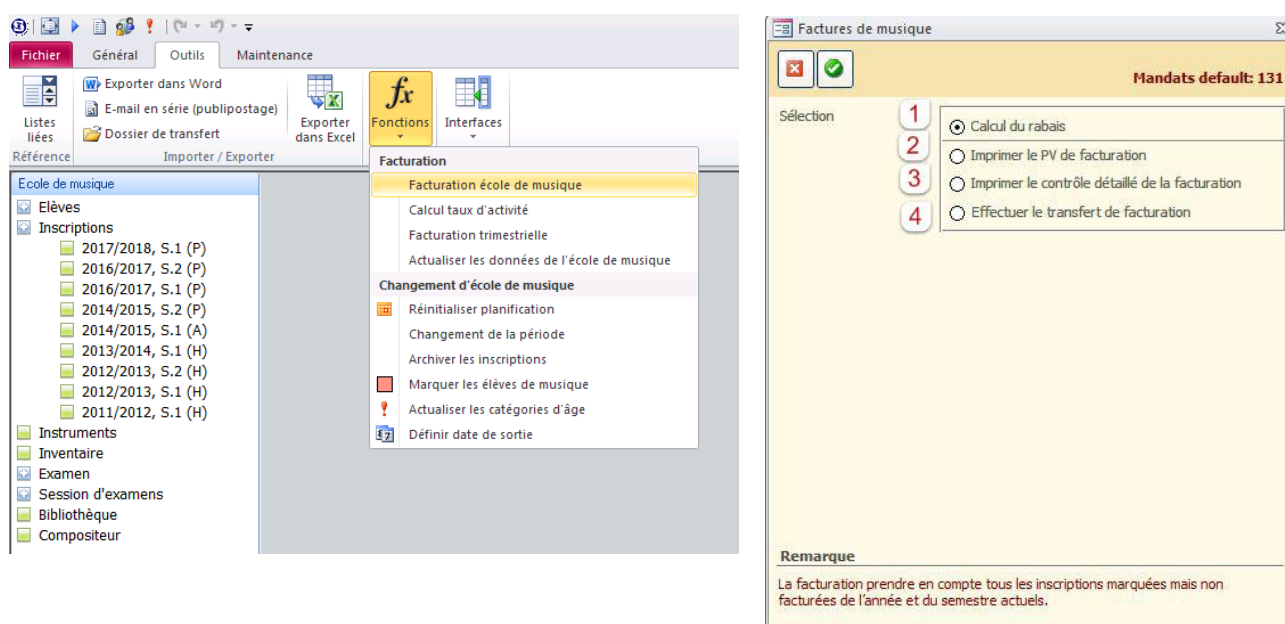 Fichier Général Outils Maintenance
Listes liées
Référence
Exporter dans Word
E-mail en série (publipostage)
Dossier de transfert
Exporter dans Excel
Importer / Exporter
fx
Fonctions
Interfaces
Facturation
Facturation école de musique
Calcul taux d'activité
Facturation trimestrielle
Actualiser les données de l'école de musique
Changement d'école de musique
Réinitialiser planification
Changement de la période
Archiver les inscriptions
Marquer les élèves de musique
Actualiser les catégories d'âge
Définir date de sortie
Ecole de musique
Elèves
Inscriptions
2017/2018, S.1 (P)
2016/2017, S.2 (P)
2016/2017, S.1 (P)
2014/2015, S.2 (P)
2014/2015, S.1 (A)
2013/2014, S.1 (H)
2012/2013, S.2 (H)
2012/2013, S.1 (H)
2011/2012, S.1 (H)
Instruments
Inventaire
Examen
Session d'examens
Bibliothèque
Compositeur
Factures de musique
Mandats default: 131
Sélection
1 Calcul du rabais
2 Imprimer le PV de facturation
3 Imprimer le contrôle détaillé de la facturation
4 Effectuer le transfert de facturation
Remarque
La facturation prendre en compte tous les inscriptions marquées mais non
facturées de l'année et du semestre actuels.